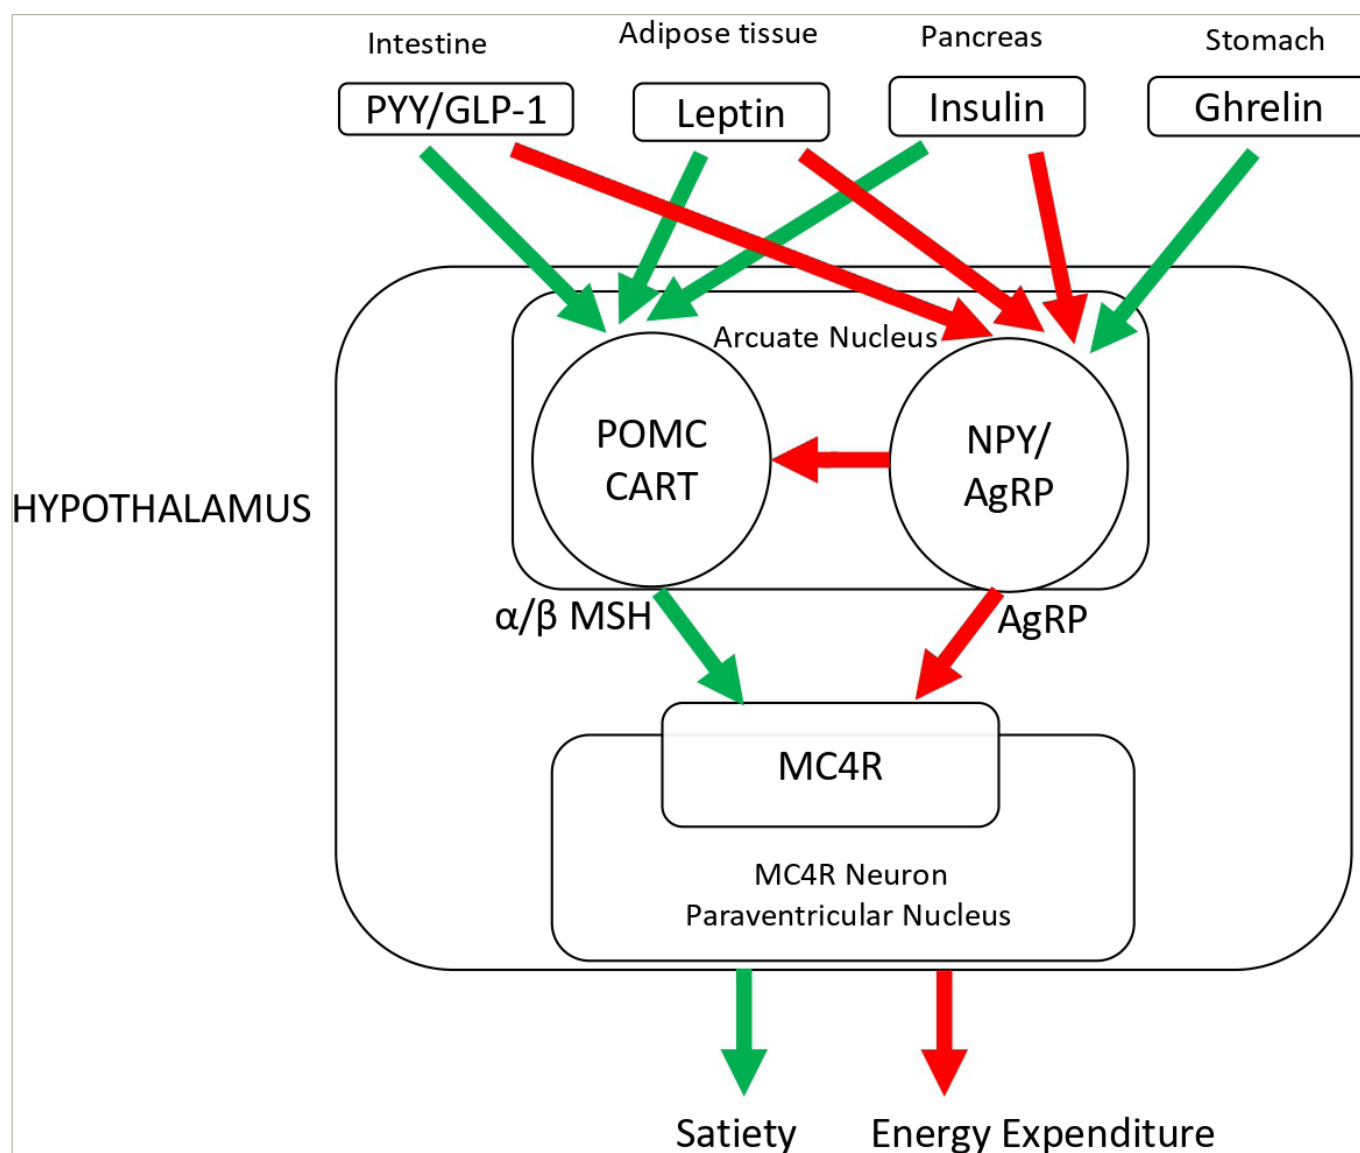 Intestine
Adipose tissue
Pancreas
Stomach
PYY/GLP-1
Leptin
Insulin
Ghrelin
Arcuate Nucleus
POMC
CART
NPY/
AgRP
HYPOTHALAMUS
α/β MSH
AgRP
MC4R
MC4R Neuron
Paraventricular Nucleus
Satiety
Energy Expenditure